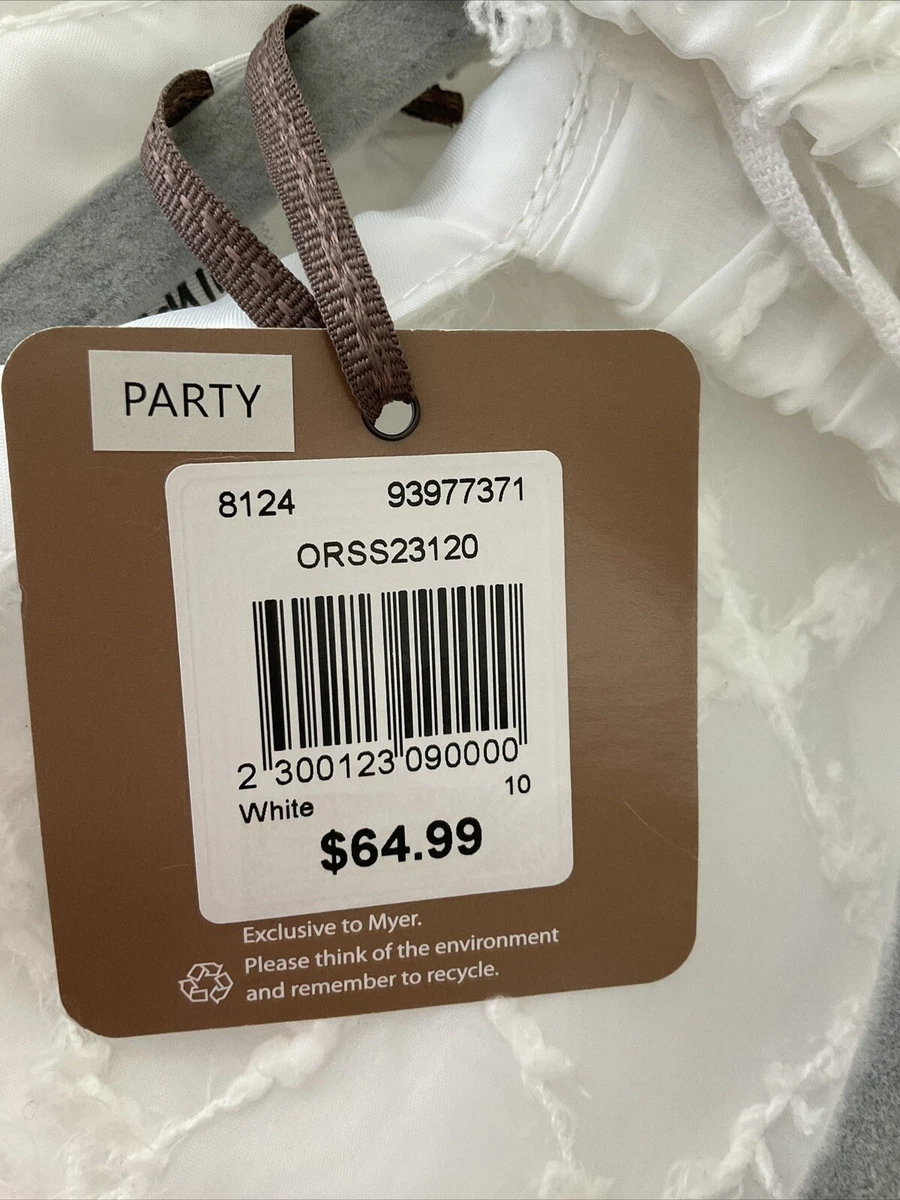 PARTY
8124 93977371
ORSS23120
2 300123 090000
White 10
$64.99
Exclusive to Myer.
Please think of the environment
and remember to recycle.